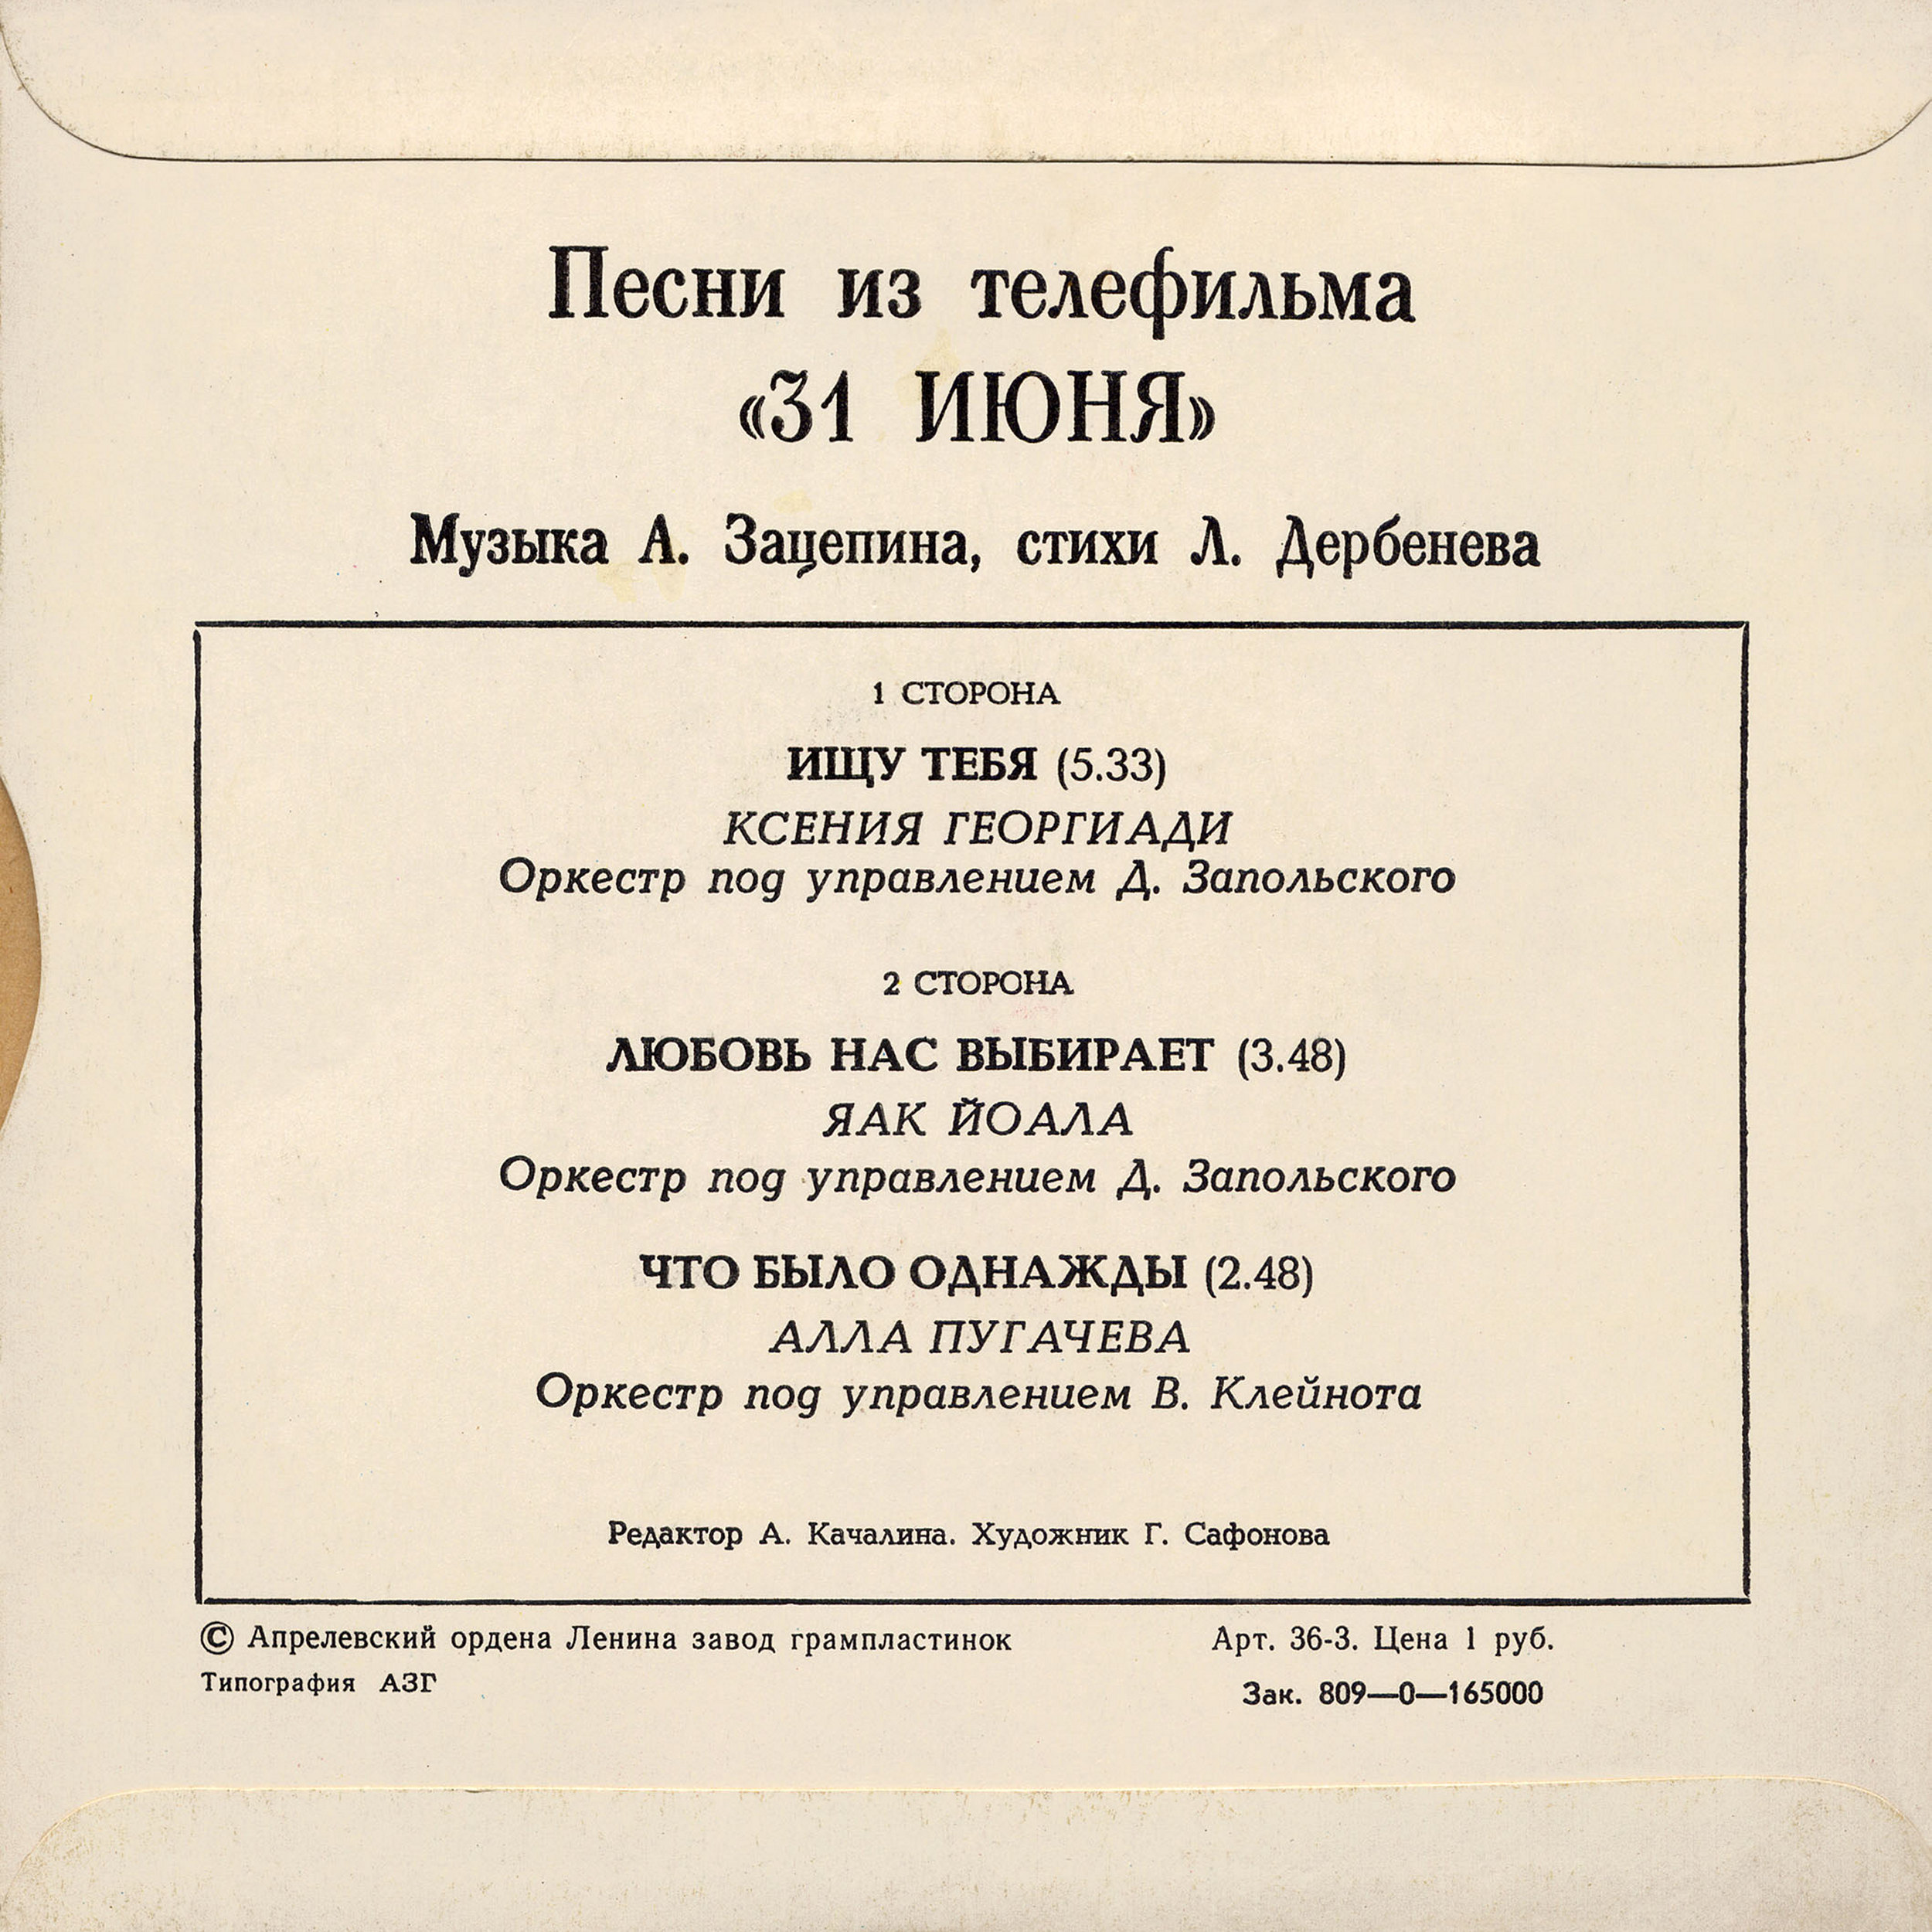 Песни из телефильма
«31 ИЮНЯ»
Музыка А. Зацепина, стихи Л. Дербенева
1 СТОРОНА
ИЩУ ТЕБЯ (5.33)
КСЕНИЯ ГЕОРГИАДИ
Оркестр под управлением Д. Запольского
2 СТОРОНА
ЛЮБОВЬ НАС ВЫБИРАЕТ (3.48)
ЯАК ЙОАЛА
Оркестр под управлением Д. Запольского
ЧТО БЫЛО ОДНАЖДЫ (2.48)
АЛЛА ПУГАЧЕВА
Оркестр под управлением В. Клейнота
Редактор А. Качалина. Художник Г. Сафонова
© Апрелевский ордена Ленина завод грампластинок
Арт. 36-3. Цена 1 руб.
Типография АЗГ
Зак. 809—0—165000